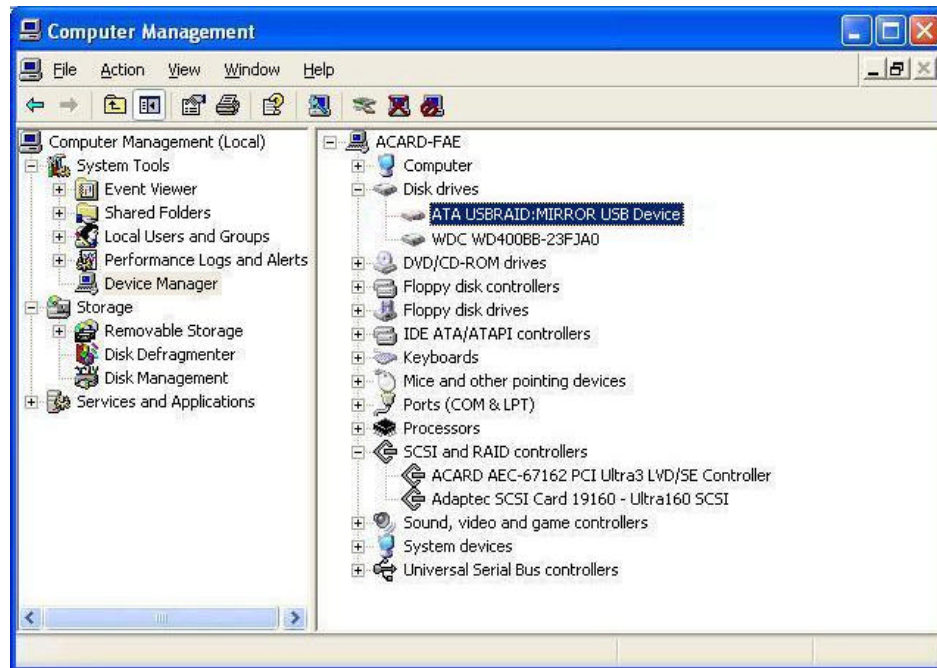 Computer Management
File Action View Window Help
Computer Management (Local)
System Tools
Event Viewer
Shared Folders
Local Users and Groups
Performance Logs and Alerts
Device Manager
Storage
Removable Storage
Disk Defragmenter
Disk Management
Services and Applications
ACARD-FAE
Computer
Disk drives
ATA USBRAID:MIRROR USB Device
WDC WD400BB-23FJA0
DVD/CD-ROM drives
Floppy disk controllers
Floppy disk drives
IDE ATA/ATAPI controllers
Keyboards
Mice and other pointing devices
Ports (COM & LPT)
Processors
SCSI and RAID controllers
ACARD AEC-67162 PCI Ultra3 LVD/SE Controller
Adaptec SCSI Card 19160 - Ultra160 SCSI
Sound, video and game controllers
System devices
Universal Serial Bus controllers